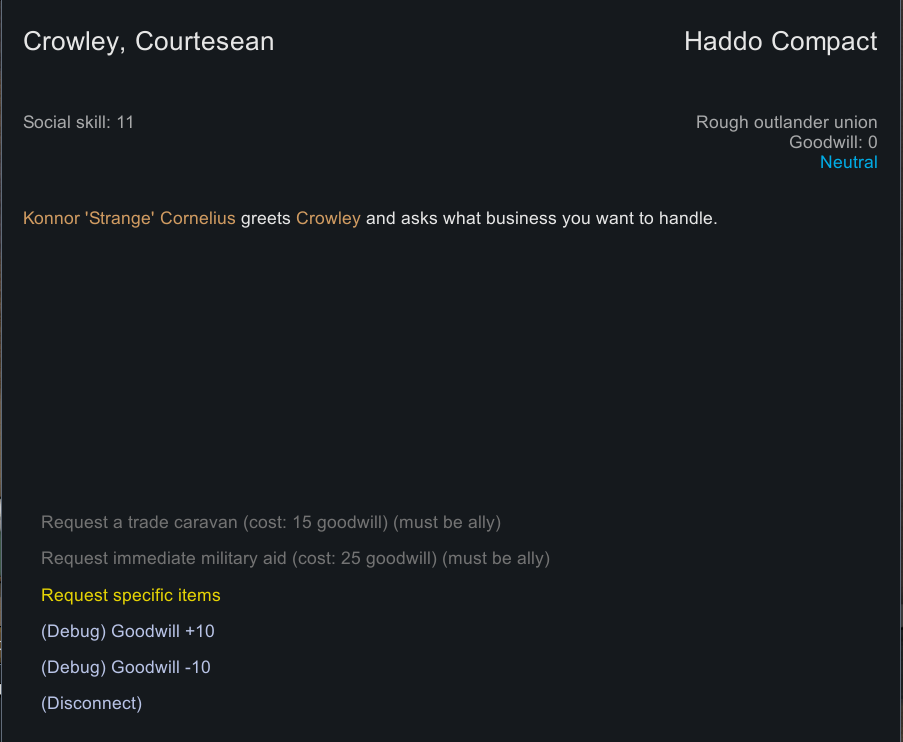 Crowley, Courtesean
Haddo Compact
Social skill: 11
Rough outlander union
Goodwill: 0
Neutral
Konnor 'Strange' Cornelius greets Crowley and asks what business you want to handle.
Request a trade caravan (cost: 15 goodwill) (must be ally)
Request immediate military aid (cost: 25 goodwill) (must be ally)
Request specific items
(Debug) Goodwill +10
(Debug) Goodwill -10
(Disconnect)